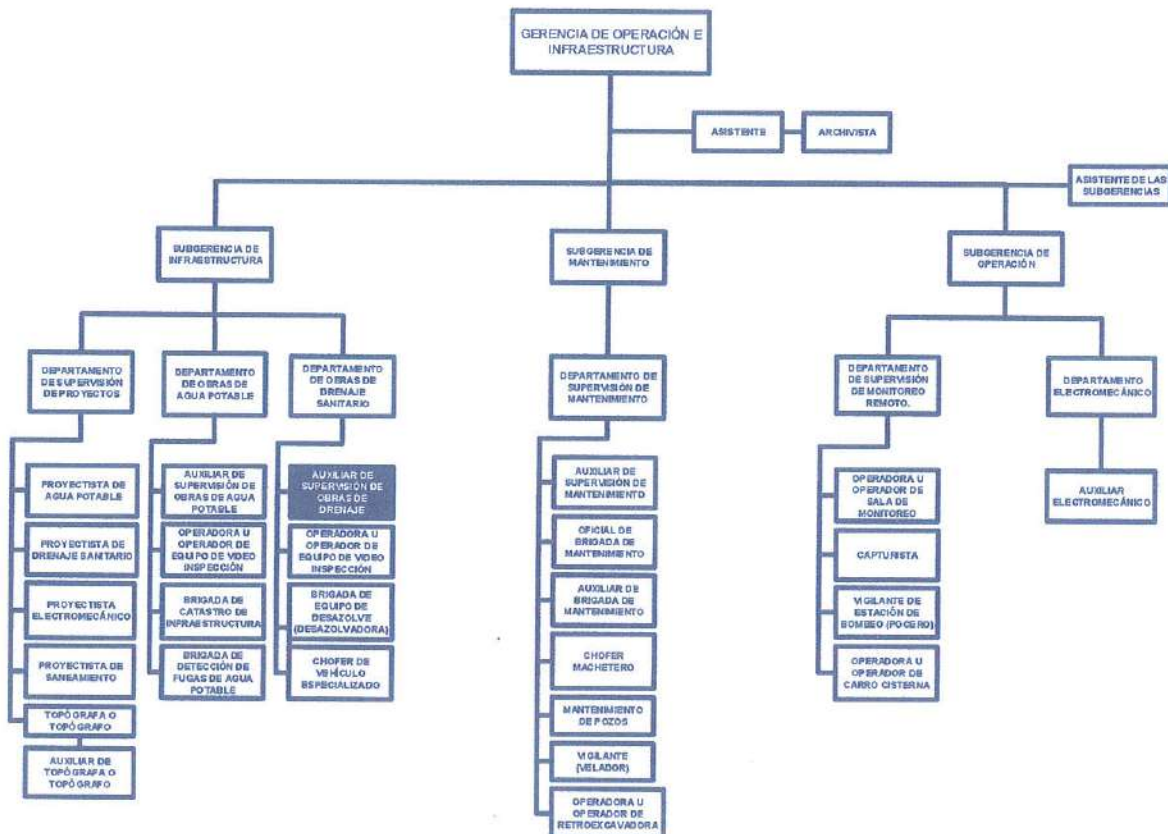 GERENCIA DE OPERACIÓN E
INFRAESTRUCTURA
ASISTENTE
ARCHIVISTA
ASISTENTE DE LAS
SUBGERENCIAS
SUBGERENCIA DE
INFRAESTRUCTURA
SUBGERENCIA DE
MANTENIMIENTO
SUBGERENCIA DE
OPERACIÓN
DEPARTAMENTO
DE SUPERVISIÓN
DE PROYECTOS
DEPARTAMENTO
DE OBRAS DE
AGUA POTABLE
DEPARTAMENTO
DE OBRAS DE
DRENAJE
SANITARIO
DEPARTAMENTO DE
SUPERVISIÓN DE
MANTENIMIENTO
DEPARTAMENTO
DE SUPERVISIÓN
DE MONITOREO
REMOTO.
DEPARTAMENTO
ELECTROMECÁNICO
PROYECTISTA DE
AGUA POTABLE
PROYECTISTA DE
DRENAJE SANITARIO
PROYECTISTA
ELECTROMECÁNICO
PROYECTISTA DE
SANEAMIENTO
TOPÓGRAFA O
TOPÓGRAFO
AUXILIAR DE
TOPÓGRAFA O
TOPÓGRAFO
AUXILIAR DE
SUPERVISIÓN DE
OBRAS DE AGUA
POTABLE
OPERADORA U
OPERADOR DE
EQUIPO DE VIDEO
INSPECCIÓN
BRIGADA DE
CATASTRO DE
INFRAESTRUCTURA
BRIGADA DE
DETECCIÓN DE
FUGAS DE AGUA
POTABLE
AUXILIAR DE
SUPERVISIÓN DE
OBRAS DE
DRENAJE
OPERADORA U
OPERADOR DE
EQUIPO DE VIDEO
INSPECCIÓN
BRIGADA DE
EQUIPO DE
DESAZOLVE
(DESAZOLVADORA)
CHOFER DE
VEHÍCULO
ESPECIALIZADO
AUXILIAR DE
SUPERVISIÓN DE
MANTENIMIENTO
OFICIAL DE
BRIGADA DE
MANTENIMIENTO
AUXILIAR DE
BRIGADA DE
MANTENIMIENTO
CHOFER
MACHETERO
MANTENIMIENTO
DE POZOS
VIGILANTE
(VELADOR)
OPERADORA U
OPERADOR DE
RETROEXCAVADORA
OPERADORA U
OPERADOR DE
SALA DE
MONITOREO
CAPTURISTA
VIGILANTE DE
ESTACIÓN DE
BOMBEO (POCERO)
OPERADORA U
OPERADOR DE
CARRO CISTERNA
AUXILIAR
ELECTROMECÁNICO